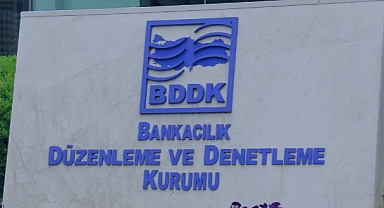 BDDK
BANKACILIK
DÜZENLEME VE DENETLEME
KURUMU